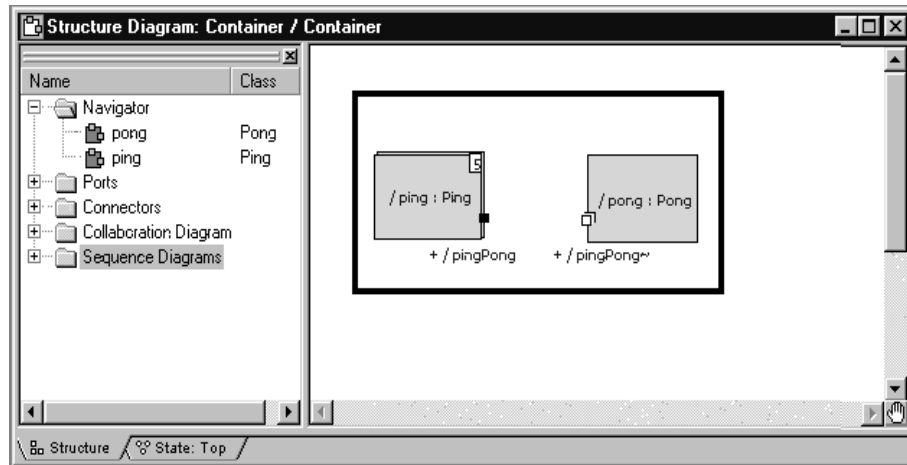 Structure Diagram: Container / Container
Name Class
Navigator
pong Pong
ping Ping
Ports
Connectors
Collaboration Diagram
Sequence Diagrams
5
/ ping : Ping
/ pong : Pong
+ / pingPong + / pingPong~
Structure State: Top